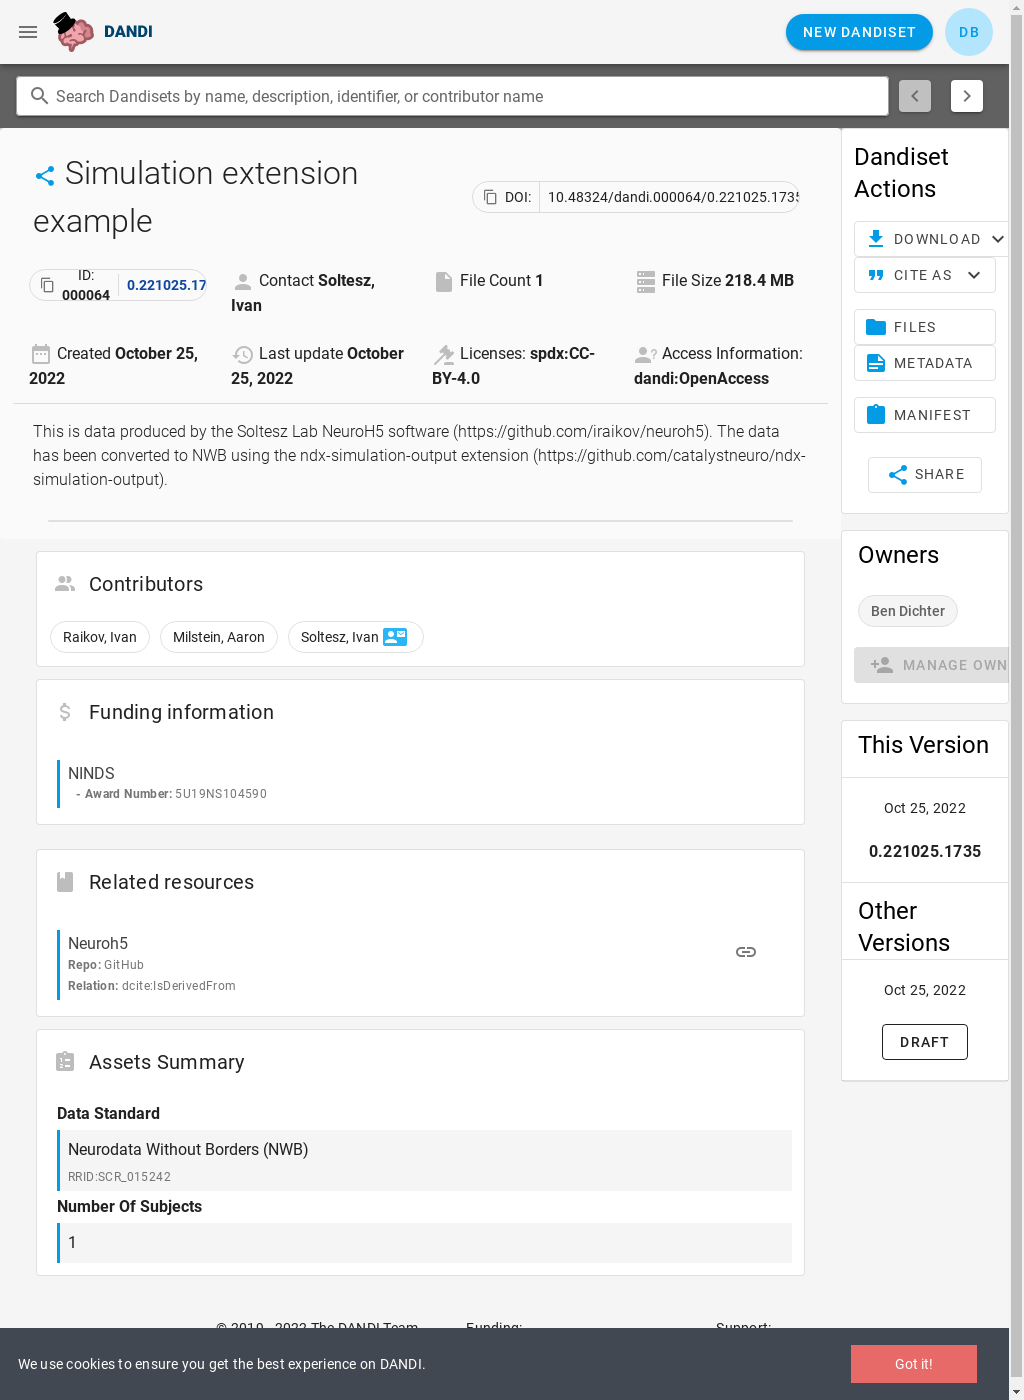 DANDI
NEW DANDISET
DB
Search Dandisets by name, description, identifier, or contributor name
Simulation extension
example
DOI: 10.48324/dandi.000064/0.221025.1735
ID:
000064
0.221025.17
Contact Soltesz,
Ivan
File Count 1
File Size 218.4 MB
Created October 25,
2022
Last update October
25, 2022
Licenses: spdx:CC-
BY-4.0
Access Information:
dandi:OpenAccess
This is data produced by the Soltesz Lab NeuroH5 software (https://github.com/iraikov/neuroh5). The data
has been converted to NWB using the ndx-simulation-output extension (https://github.com/catalystneuro/ndx-
simulation-output).
Contributors
Raikov, Ivan
Milstein, Aaron
Soltesz, Ivan
Funding information
NINDS
- Award Number: 5U19NS104590
Related resources
Neuroh5
Repo: GitHub
Relation: dcite:IsDerivedFrom
Assets Summary
Data Standard
Neurodata Without Borders (NWB)
RRID:SCR_015242
Number Of Subjects
1
Dandiset
Actions
DOWNLOAD
CITE AS
FILES
METADATA
MANIFEST
SHARE
Owners
Ben Dichter
MANAGE OWN
This Version
Oct 25, 2022
0.221025.1735
Other
Versions
Oct 25, 2022
DRAFT
© 2019 - 2022 The DANDI Team
Funding:
Support:
We use cookies to ensure you get the best experience on DANDI.
Got it!